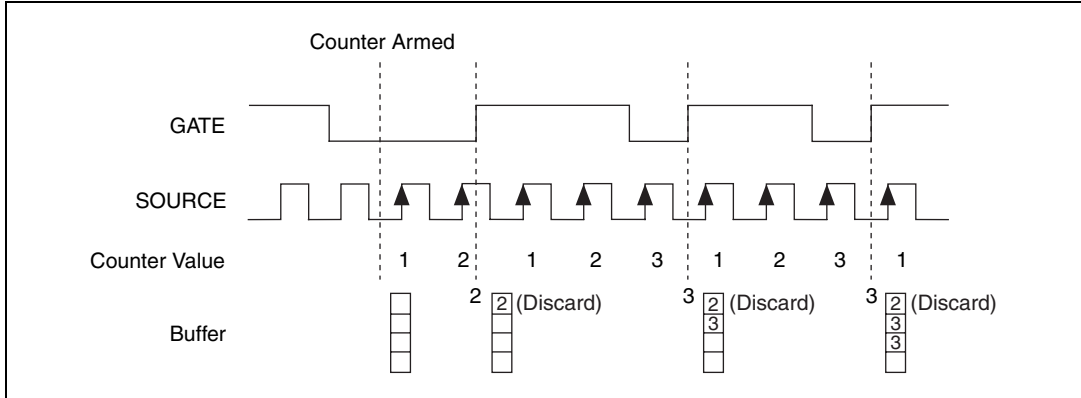 Counter Armed
GATE
SOURCE
Counter Value 1 2 1 2 3 1 2 3 1
2 3 3
Buffer
2 (Discard) 2 (Discard) 2 (Discard)
3 3
3